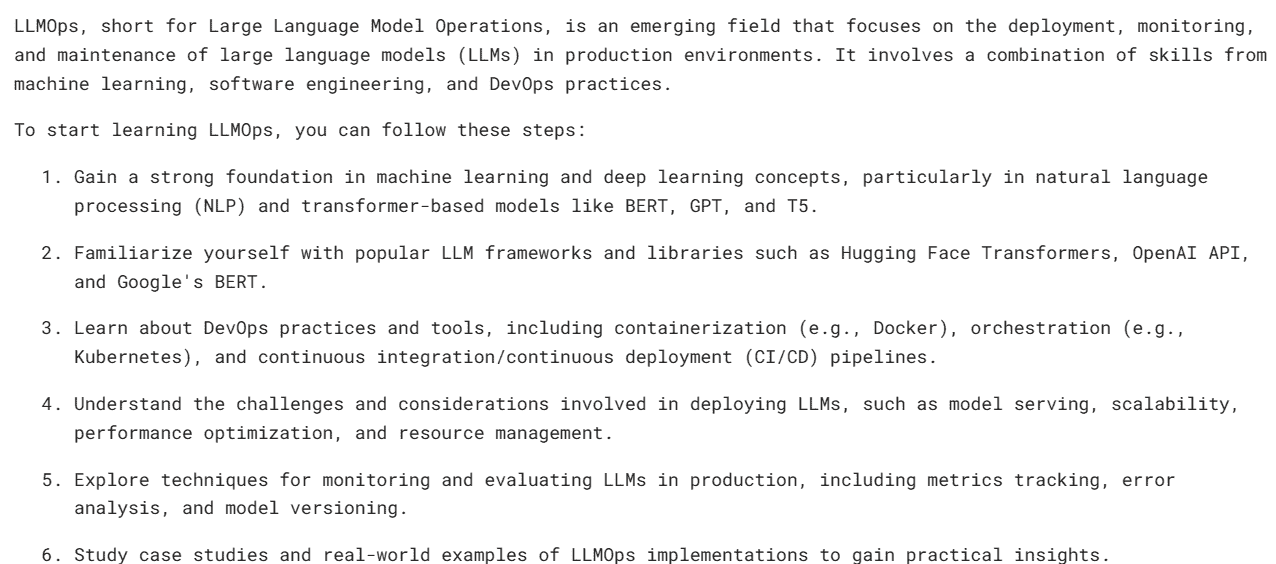 LLMOps, short for Large Language Model Operations, is an emerging field that focuses on the deployment, monitoring,
and maintenance of large language models (LLMs) in production environments. It involves a combination of skills from
machine learning, software engineering, and DevOps practices.
To start learning LLMOps, you can follow these steps:
1. Gain a strong foundation in machine learning and deep learning concepts, particularly in natural language
processing (NLP) and transformer-based models like BERT, GPT, and T5.
2. Familiarize yourself with popular LLM frameworks and libraries such as Hugging Face Transformers, OpenAI API,
and Google's BERT.
3. Learn about DevOps practices and tools, including containerization (e.g., Docker), orchestration (e.g.,
Kubernetes), and continuous integration/continuous deployment (CI/CD) pipelines.
4. Understand the challenges and considerations involved in deploying LLMs, such as model serving, scalability,
performance optimization, and resource management.
5. Explore techniques for monitoring and evaluating LLMs in production, including metrics tracking, error
analysis, and model versioning.
6. Study case studies and real-world examples of LLMOps implementations to gain practical insights.